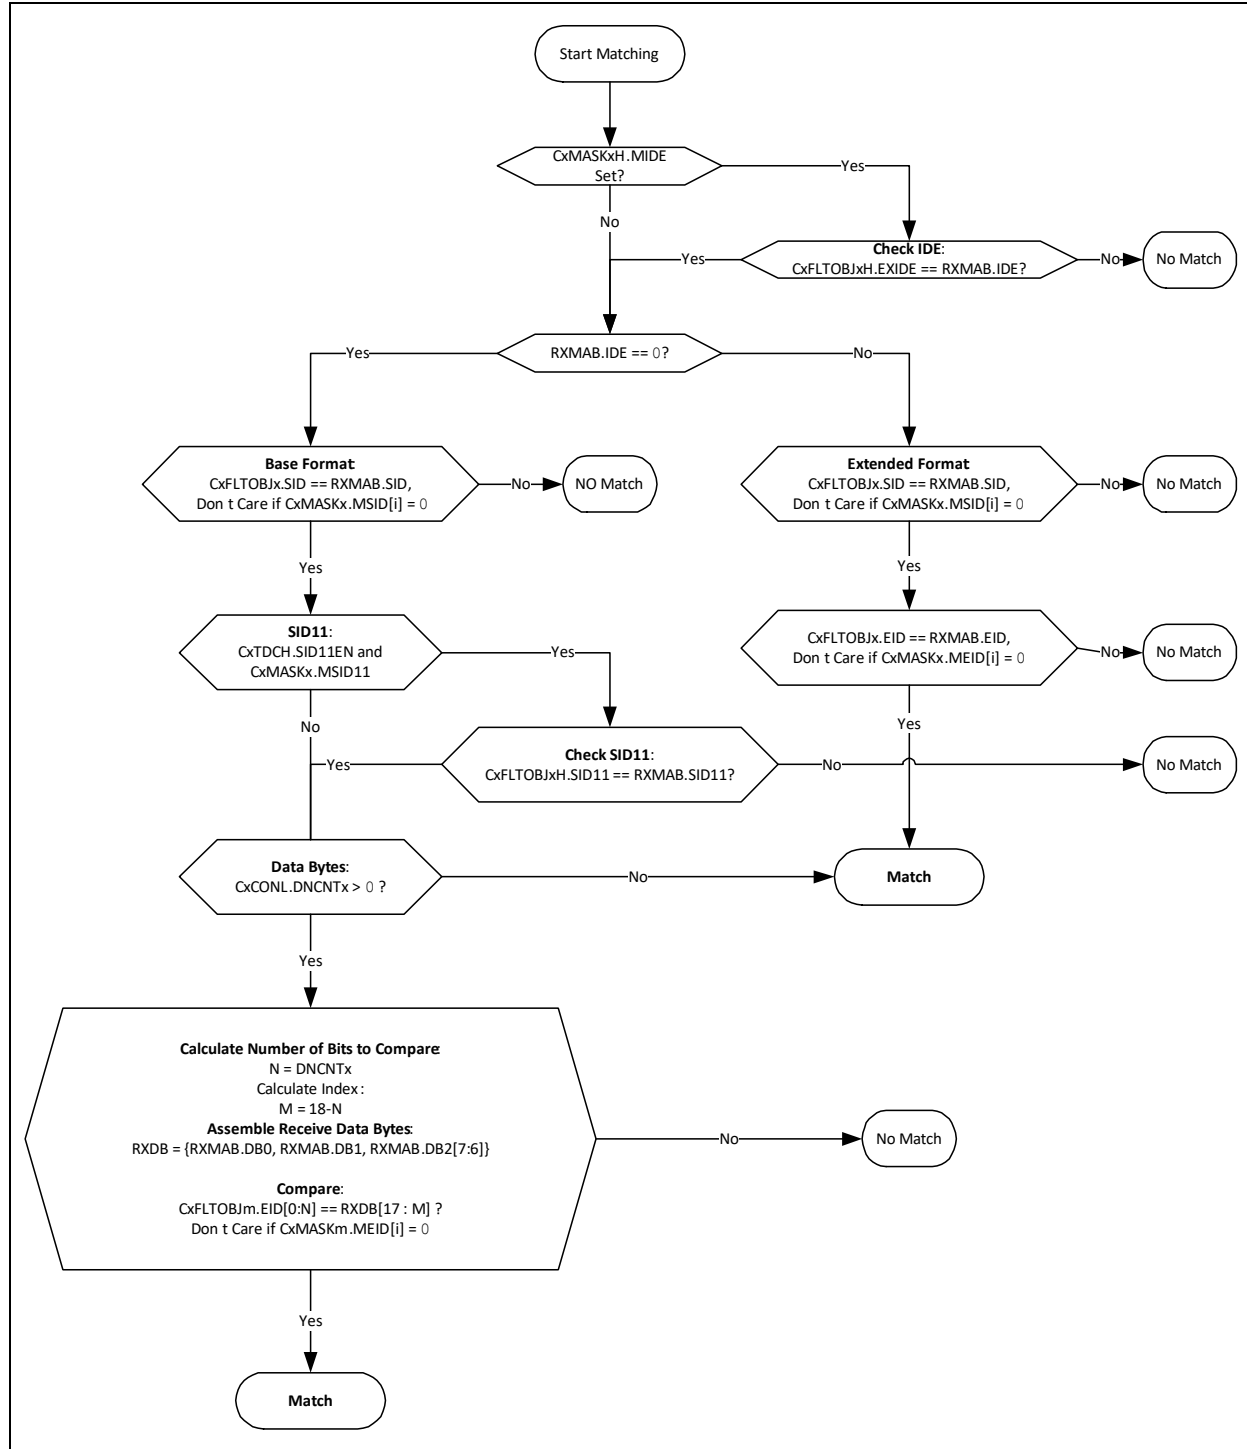 Start Matching
CxMASKxH.MIDE
Set?
Yes
No
Check IDE:
CxFLTOBJxH.EXIDE == RXMAB.IDE?
Yes
No
No Match
RXMAB.IDE == 0?
Yes
No
Base Format:
CxFLTOBJx.SID == RXMAB.SID,
Don t Care if CxMASKx.MSID[i] = 0
No
NO Match
Extended Format:
CxFLTOBJx.SID == RXMAB.SID,
Don t Care if CxMASKx.MSID[i] = 0
No
No Match
Yes
Yes
SID11:
CxTDCH.SID11EN and
CxMASKx.MSID11
Yes
CxFLTOBJx.EID == RXMAB.EID,
Don t Care if CxMASKx.MEID[i] = 0
No
No Match
No
Yes
Check SID11:
CxFLTOBJxH.SID11 == RXMAB.SID11?
Yes
No
No Match
Data Bytes:
CxCONL.DNCNTx > 0 ?
No
Match
Yes
Calculate Number of Bits to Compare:
N = DNCNTx
Calculate Index:
M = 18-N
Assemble Receive Data Bytes:
RXDB = {RXMAB.DB0, RXMAB.DB1, RXMAB.DB2[7:6]}
Compare:
CxFLTOBJm.EID[0:N] == RXDB[17 : M] ?
Don t Care if CxMASKm.MEID[i] = 0
No
No Match
Yes
Match